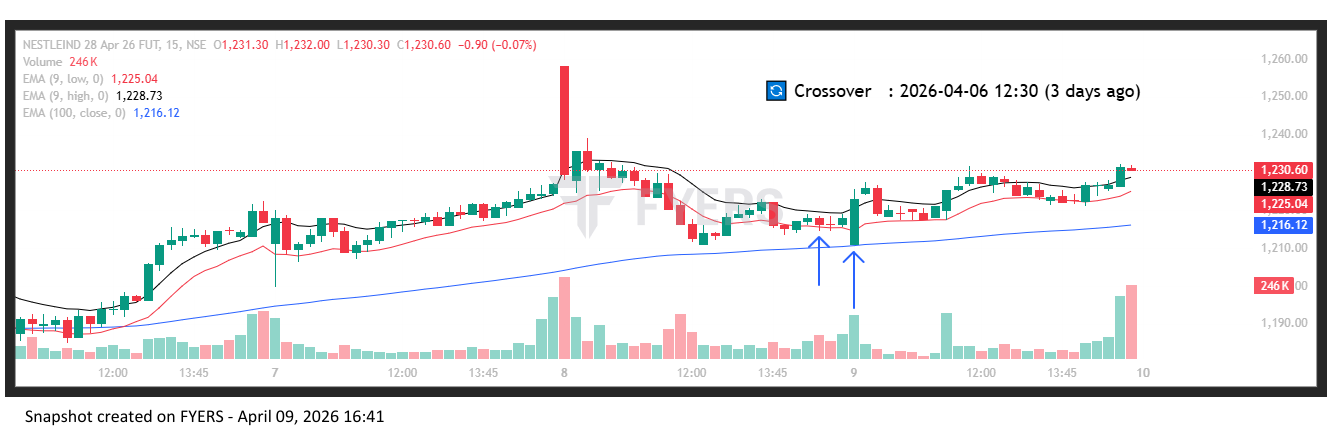 NESTLEIND 28 Apr 26 FUT, 15, NSE O1,231.30 H1,232.00 L1,230.30 C1,230.60 −0.90 (−0.07%)
Volume 246 K
EMA (9, low, 0) 1,225.04
EMA (9, high, 0) 1,228.73
EMA (100, close, 0) 1,216.12
Crossover : 2026-04-06 12:30 (3 days ago)
FYERS
1,260.00
1,250.00
1,240.00
1,230.60
1,228.73
1,225.04
1,216.12
1,210.00
246 K
1,190.00
12:00 13:45 7 12:00 13:45 8 12:00 13:45 9 12:00 13:45 10
Snapshot created on FYERS - April 09, 2026 16:41